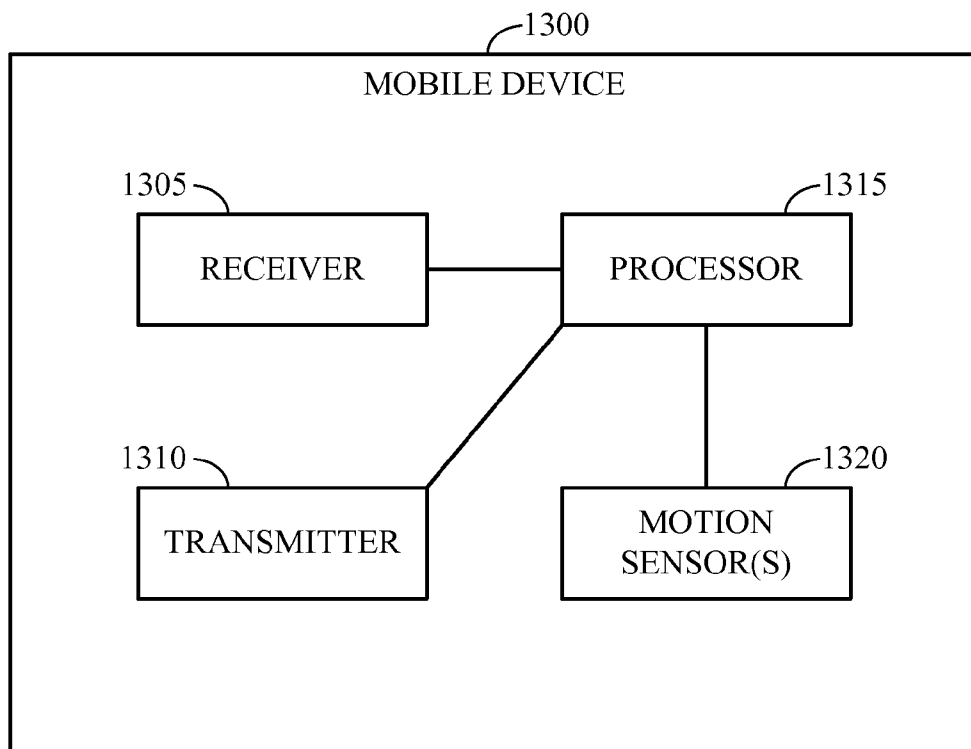 1300
MOBILE DEVICE
1305
1315
RECEIVER
PROCESSOR
1310
1320
TRANSMITTER
MOTION
SENSOR(S)